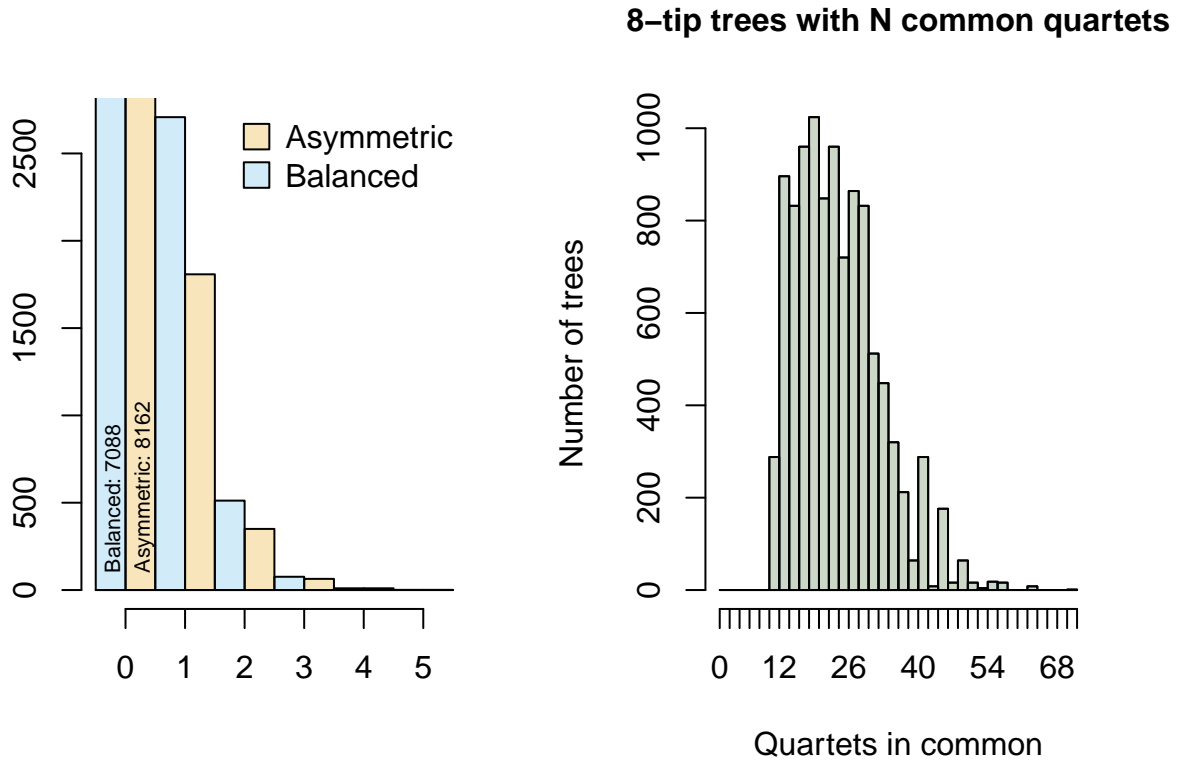 8−tip trees with N common quartets
Asymmetric
Balanced
2500
1500
500
0
Balanced: 7088
Asymmetric: 8162
0 1 2 3 4 5
Number of trees
1000
800
600
400
200
0
0 12 26 40 54 68
Quartets in common